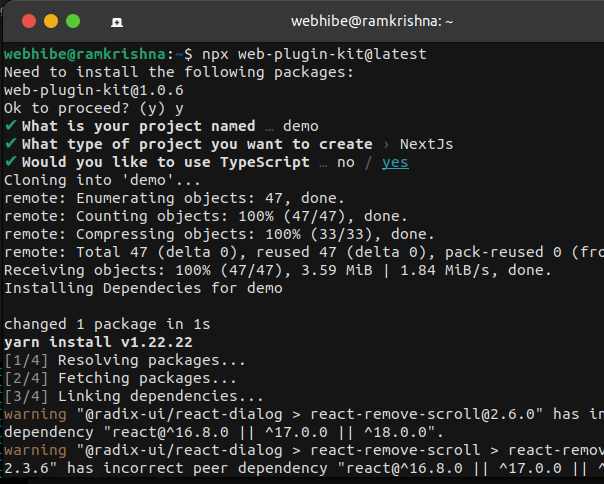 webhibe@ramkrishna: ~
webhibe@ramkrishna:~$ npx web-plugin-kit@latest
Need to install the following packages:
web-plugin-kit@1.0.6
Ok to proceed? (y) y
✔ What is your project named … demo
✔ What type of project you want to create › NextJs
✔ Would you like to use TypeScript … no / yes
Cloning into 'demo'...
remote: Enumerating objects: 47, done.
remote: Counting objects: 100% (47/47), done.
remote: Compressing objects: 100% (33/33), done.
remote: Total 47 (delta 0), reused 47 (delta 0), pack-reused 0 (fro
Receiving objects: 100% (47/47), 3.59 MiB | 1.84 MiB/s, done.
Installing Dependecies for demo
changed 1 package in 1s
yarn install v1.22.22
[1/4] Resolving packages...
[2/4] Fetching packages...
[3/4] Linking dependencies...
warning "@radix-ui/react-dialog > react-remove-scroll@2.6.0" has in
dependency "react@^16.8.0 || ^17.0.0 || ^18.0.0".
warning "@radix-ui/react-dialog > react-remove-scroll > react-remov
2.3.6" has incorrect peer dependency "react@^16.8.0 || ^17.0.0 || ^